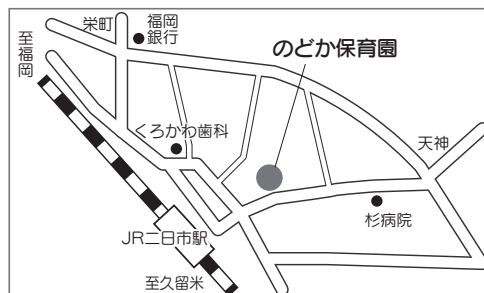 栄町
福岡
銀行
至福岡
のどか保育園
くろかわ歯科
天神
杉病院
JR二日市駅
至久留米